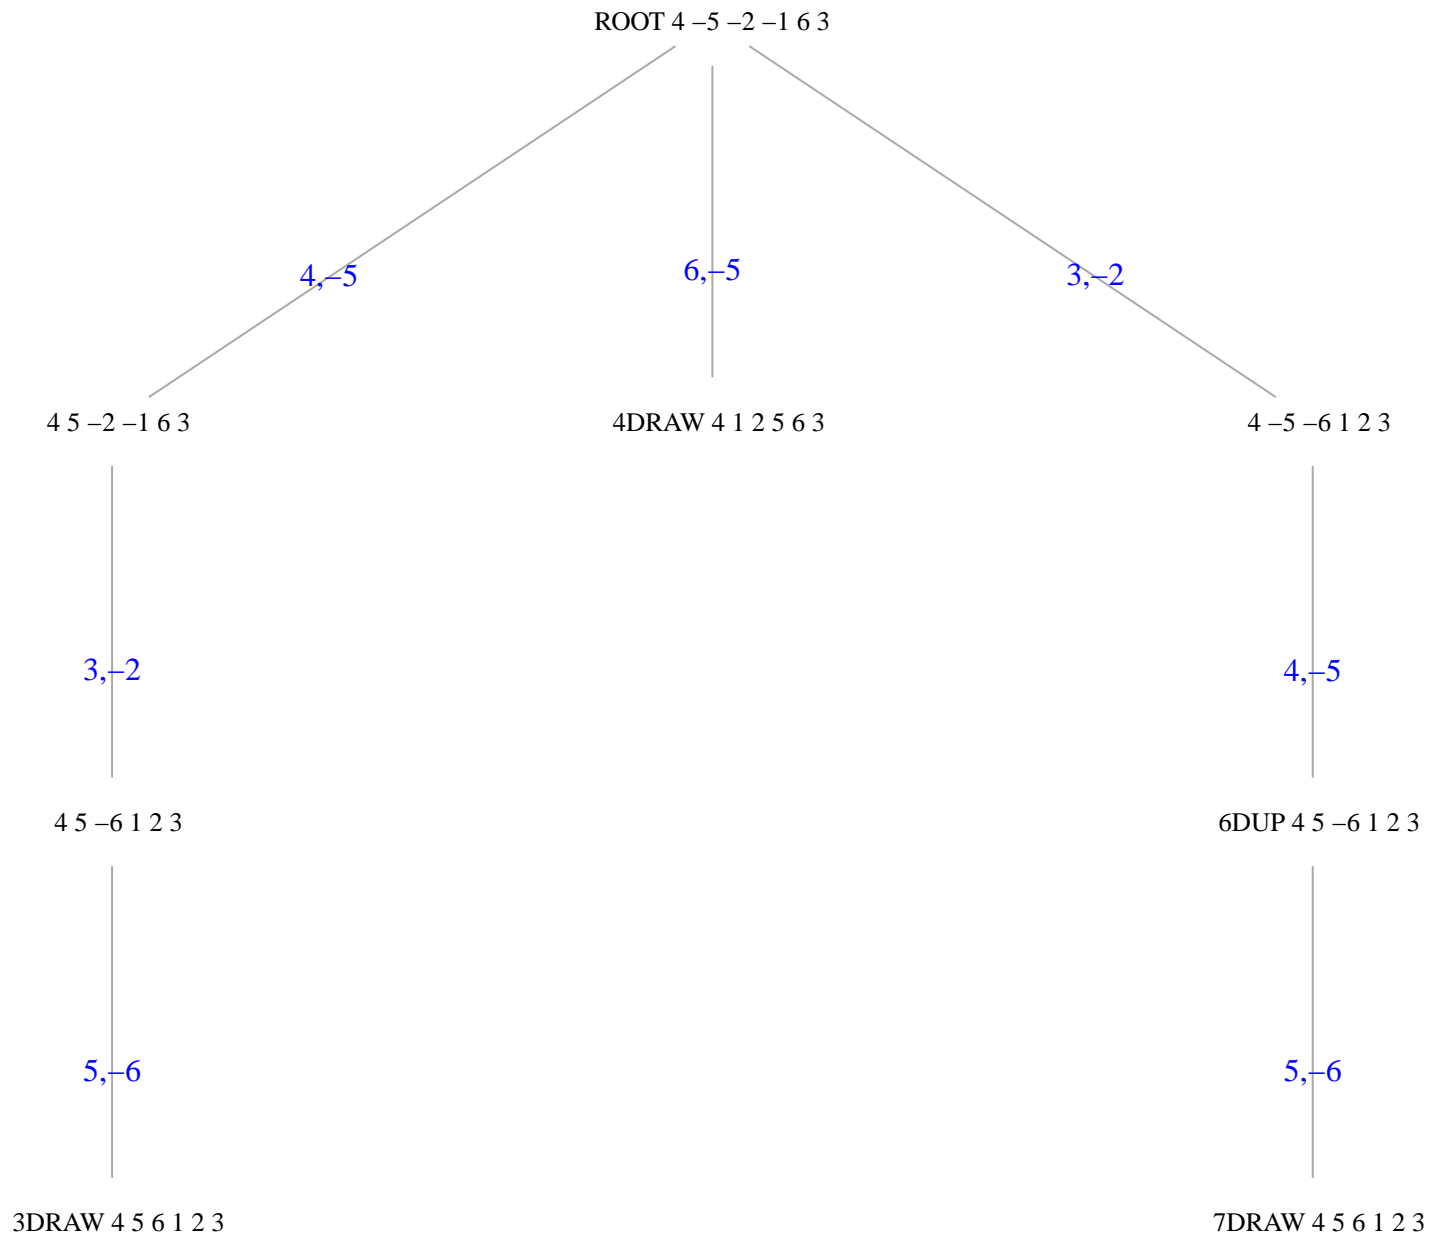 ROOT 4 –5 –2 –1 6 3
4,–5
6,–5
3,–2
4 5 –2 –1 6 3
4DRAW 4 1 2 5 6 3
4 –5 –6 1 2 3
3,–2
4,–5
4 5 –6 1 2 3
6DUP 4 5 –6 1 2 3
5,–6
5,–6
3DRAW 4 5 6 1 2 3
7DRAW 4 5 6 1 2 3